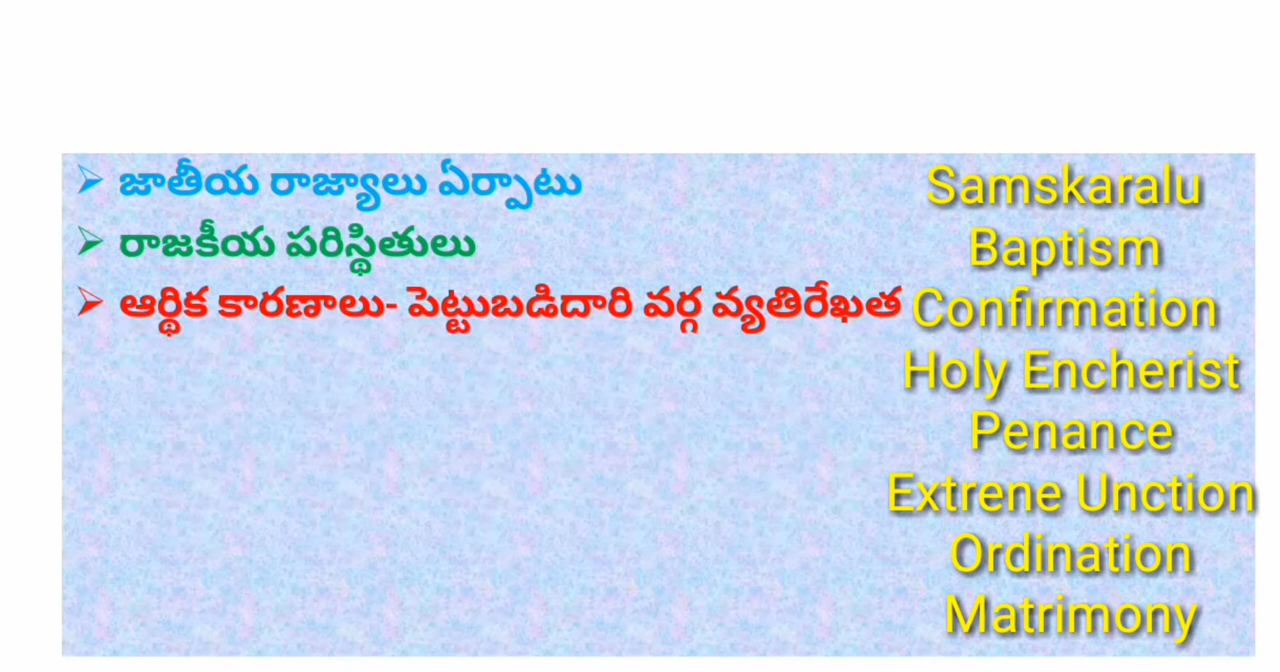 జాతీయ రాజ్యాలు ఏర్పాటు
రాజకీయ పరిస్థితులు
ఆర్థిక కారణాలు- పెట్టుబడిదారి వర్గ వ్యతిరేఖత
Samskaralu
Baptism
Confirmation
Holy Encherist
Penance
Extrene Unction
Ordination
Matrimony